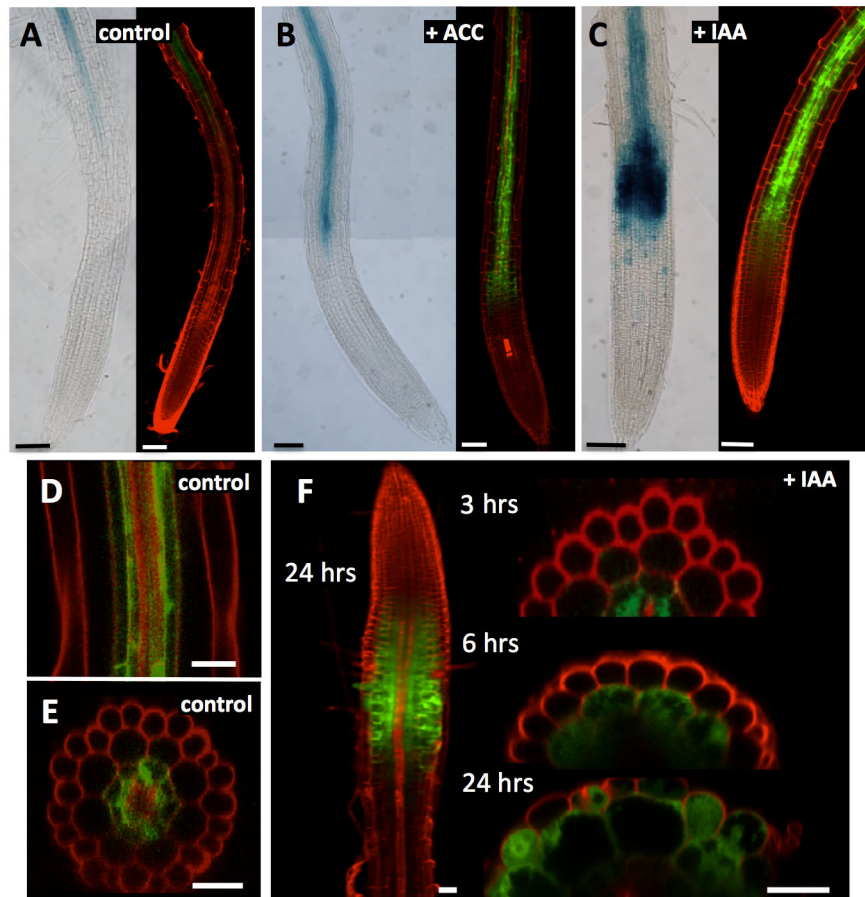 A
control
B
+ ACC
C
+ IAA
D
control
E
control
F
+ IAA
24 hrs
3 hrs
6 hrs
24 hrs